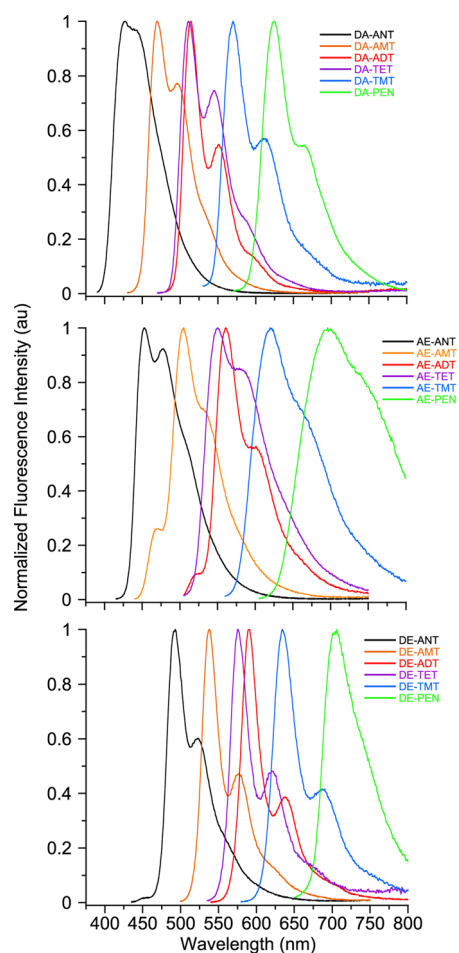 DA-ANT
DA-AMT
DA-ADT
DA-TET
DA-TMT
DA-PEN
1
0.8
0.6
0.4
0.2
0
AE-ANT
AE-AMT
AE-ADT
AE-TET
AE-TMT
AE-PEN
1
0.8
0.6
0.4
0.2
0
Normalized Fluorescence Intensity (au)
DE-ANT
DE-AMT
DE-ADT
DE-TET
DE-TMT
DE-PEN
1
0.8
0.6
0.4
0.2
0
400 450 500 550 600 650 700 750 800
Wavelength (nm)